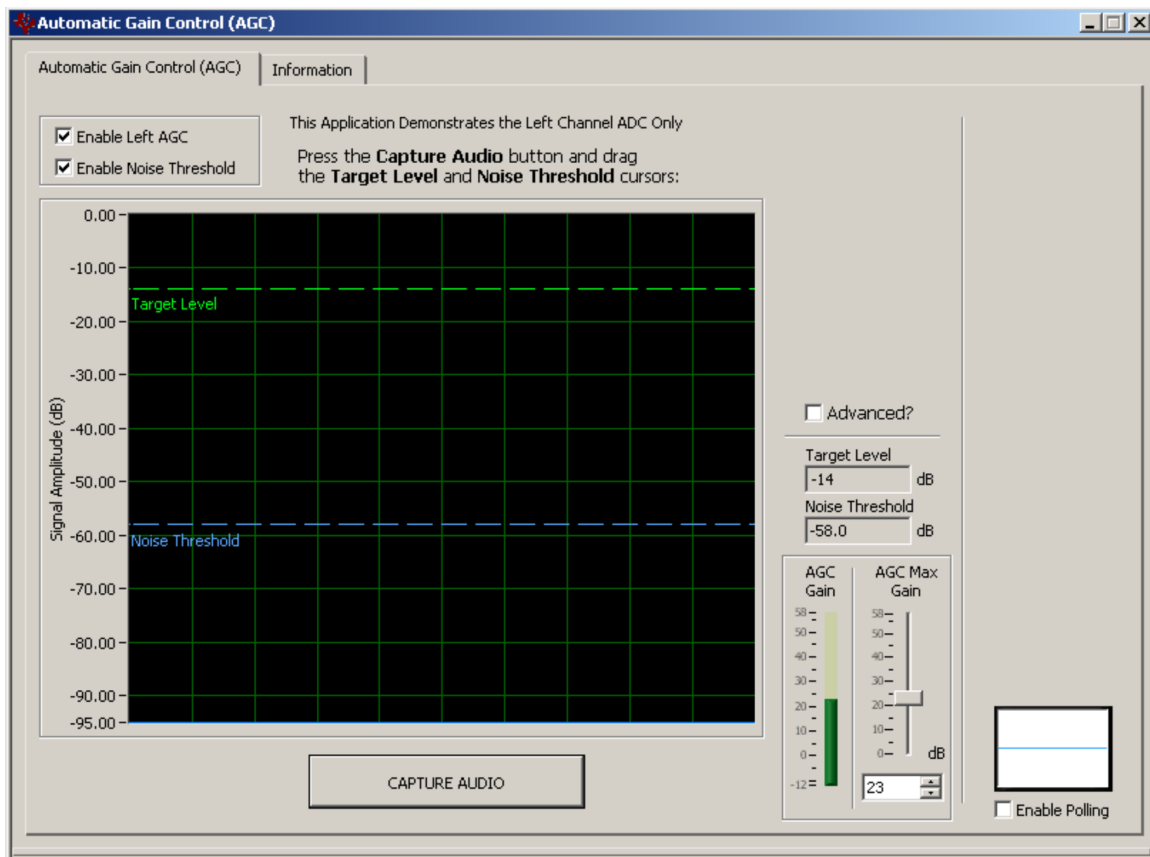 Automatic Gain Control (AGC)
Automatic Gain Control (AGC)
Information
Enable Left AGC
Enable Noise Threshold
This Application Demonstrates the Left Channel ADC Only
Press the Capture Audio button and drag
the Target Level and Noise Threshold cursors:
Signal Amplitude (dB)
0.00
-10.00
-20.00
-30.00
-40.00
-50.00
-60.00
-70.00
-80.00
-90.00
-95.00
Target Level
Noise Threshold
CAPTURE AUDIO
Advanced?
Target Level
-14 dB
Noise Threshold
-58.0 dB
AGC
Gain
58
50
40
30
20
10
0
-12
AGC Max
Gain
58
50
40
30
20
10
0
dB
23
Enable Polling